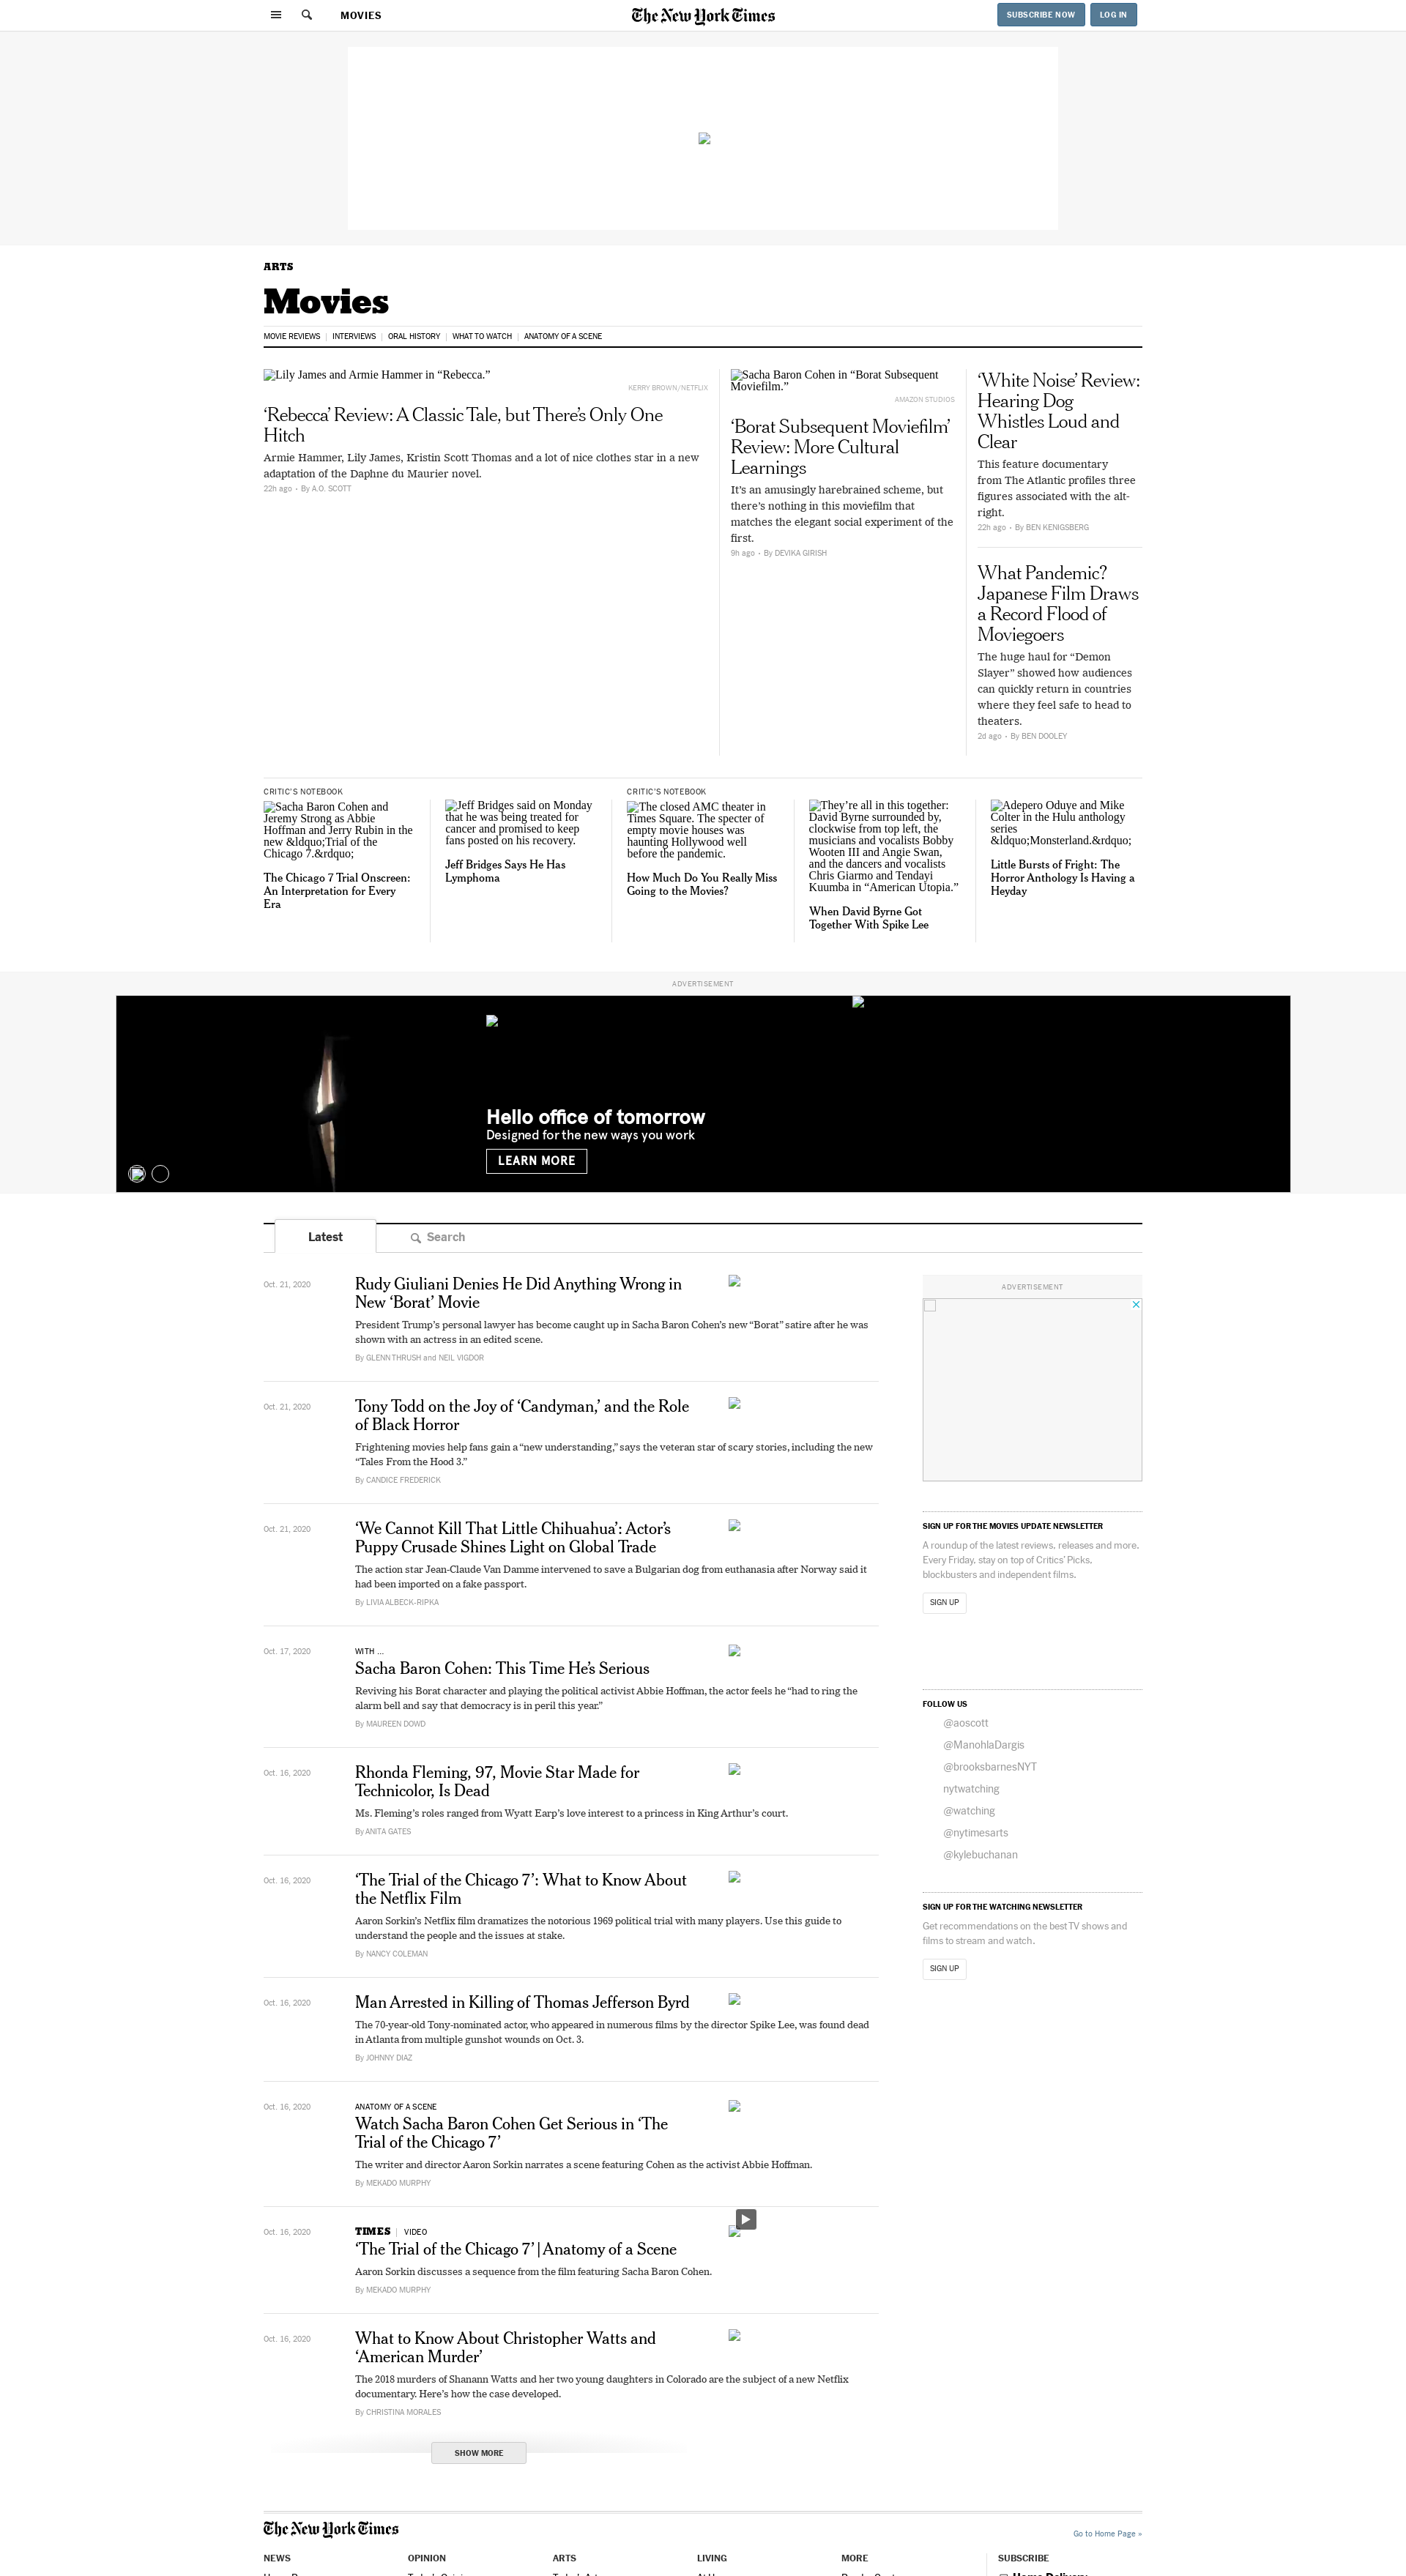 MOVIES
The New York Times
SUBSCRIBE NOW
LOG IN
ARTS
Movies
MOVIE REVIEWS | INTERVIEWS | ORAL HISTORY | WHAT TO WATCH | ANATOMY OF A SCENE
Lily James and Armie Hammer in “Rebecca.”
KERRY BROWN/NETFLIX
‘Rebecca’ Review: A Classic Tale, but There’s Only One
Hitch
Armie Hammer, Lily James, Kristin Scott Thomas and a lot of nice clothes star in a new
adaptation of the Daphne du Maurier novel.
22h ago • By A.O. SCOTT
Sacha Baron Cohen in “Borat Subsequent
Moviefilm.”
AMAZON STUDIOS
‘Borat Subsequent Moviefilm’
Review: More Cultural
Learnings
It’s an amusingly harebrained scheme, but
there’s nothing in this moviefilm that
matches the elegant social experiment of the
first.
9h ago • By DEVIKA GIRISH
‘White Noise’ Review:
Hearing Dog
Whistles Loud and
Clear
This feature documentary
from The Atlantic profiles three
figures associated with the alt-
right.
22h ago • By BEN KENIGSBERG
What Pandemic?
Japanese Film Draws
a Record Flood of
Moviegoers
The huge haul for “Demon
Slayer” showed how audiences
can quickly return in countries
where they feel safe to head to
theaters.
2d ago • By BEN DOOLEY
CRITIC’S NOTEBOOK
Sacha Baron Cohen and
Jeremy Strong as Abbie
Hoffman and Jerry Rubin in the
new &ldquo;Trial of the
Chicago 7.&rdquo;
The Chicago 7 Trial Onscreen:
An Interpretation for Every
Era
Jeff Bridges said on Monday
that he was being treated for
cancer and promised to keep
fans posted on his recovery.
Jeff Bridges Says He Has
Lymphoma
CRITIC’S NOTEBOOK
The closed AMC theater in
Times Square. The specter of
empty movie houses was
haunting Hollywood well
before the pandemic.
How Much Do You Really Miss
Going to the Movies?
They’re all in this together:
David Byrne surrounded by,
clockwise from top left, the
musicians and vocalists Bobby
Wooten III and Angie Swan,
and the dancers and vocalists
Chris Giarmo and Tendayi
Kuumba in “American Utopia.”
When David Byrne Got
Together With Spike Lee
Adepero Oduye and Mike
Colter in the Hulu anthology
series
&ldquo;Monsterland.&rdquo;
Little Bursts of Fright: The
Horror Anthology Is Having a
Heyday
ADVERTISEMENT
Hello office of tomorrow
Designed for the new ways you work
LEARN MORE
Latest
Search
Oct. 21, 2020
Rudy Giuliani Denies He Did Anything Wrong in
New ‘Borat’ Movie
President Trump’s personal lawyer has become caught up in Sacha Baron Cohen’s new “Borat” satire after he was
shown with an actress in an edited scene.
By GLENN THRUSH and NEIL VIGDOR
Oct. 21, 2020
Tony Todd on the Joy of ‘Candyman,’ and the Role
of Black Horror
Frightening movies help fans gain a “new understanding,” says the veteran star of scary stories, including the new
“Tales From the Hood 3.”
By CANDICE FREDERICK
Oct. 21, 2020
‘We Cannot Kill That Little Chihuahua’: Actor’s
Puppy Crusade Shines Light on Global Trade
The action star Jean-Claude Van Damme intervened to save a Bulgarian dog from euthanasia after Norway said it
had been imported on a fake passport.
By LIVIA ALBECK-RIPKA
Oct. 17, 2020
WITH ...
Sacha Baron Cohen: This Time He’s Serious
Reviving his Borat character and playing the political activist Abbie Hoffman, the actor feels he “had to ring the
alarm bell and say that democracy is in peril this year.”
By MAUREEN DOWD
Oct. 16, 2020
Rhonda Fleming, 97, Movie Star Made for
Technicolor, Is Dead
Ms. Fleming’s roles ranged from Wyatt Earp’s love interest to a princess in King Arthur’s court.
By ANITA GATES
Oct. 16, 2020
‘The Trial of the Chicago 7’: What to Know About
the Netflix Film
Aaron Sorkin’s Netflix film dramatizes the notorious 1969 political trial with many players. Use this guide to
understand the people and the issues at stake.
By NANCY COLEMAN
Oct. 16, 2020
Man Arrested in Killing of Thomas Jefferson Byrd
The 70-year-old Tony-nominated actor, who appeared in numerous films by the director Spike Lee, was found dead
in Atlanta from multiple gunshot wounds on Oct. 3.
By JOHNNY DIAZ
Oct. 16, 2020
ANATOMY OF A SCENE
Watch Sacha Baron Cohen Get Serious in ‘The
Trial of the Chicago 7’
The writer and director Aaron Sorkin narrates a scene featuring Cohen as the activist Abbie Hoffman.
By MEKADO MURPHY
Oct. 16, 2020
TIMES | VIDEO
‘The Trial of the Chicago 7’ | Anatomy of a Scene
Aaron Sorkin discusses a sequence from the film featuring Sacha Baron Cohen.
By MEKADO MURPHY
Oct. 16, 2020
What to Know About Christopher Watts and
‘American Murder’
The 2018 murders of Shanann Watts and her two young daughters in Colorado are the subject of a new Netflix
documentary. Here’s how the case developed.
By CHRISTINA MORALES
SHOW MORE
ADVERTISEMENT
SIGN UP FOR THE MOVIES UPDATE NEWSLETTER
A roundup of the latest reviews, releases and more.
Every Friday, stay on top of Critics’ Picks,
blockbusters and independent films.
SIGN UP
FOLLOW US
@aoscott
@ManohlaDargis
@brooksbarnesNYT
nytwatching
@watching
@nytimesarts
@kylebuchanan
SIGN UP FOR THE WATCHING NEWSLETTER
Get recommendations on the best TV shows and
films to stream and watch.
SIGN UP
The New York Times
Go to Home Page »
NEWS
OPINION
ARTS
LIVING
MORE
SUBSCRIBE